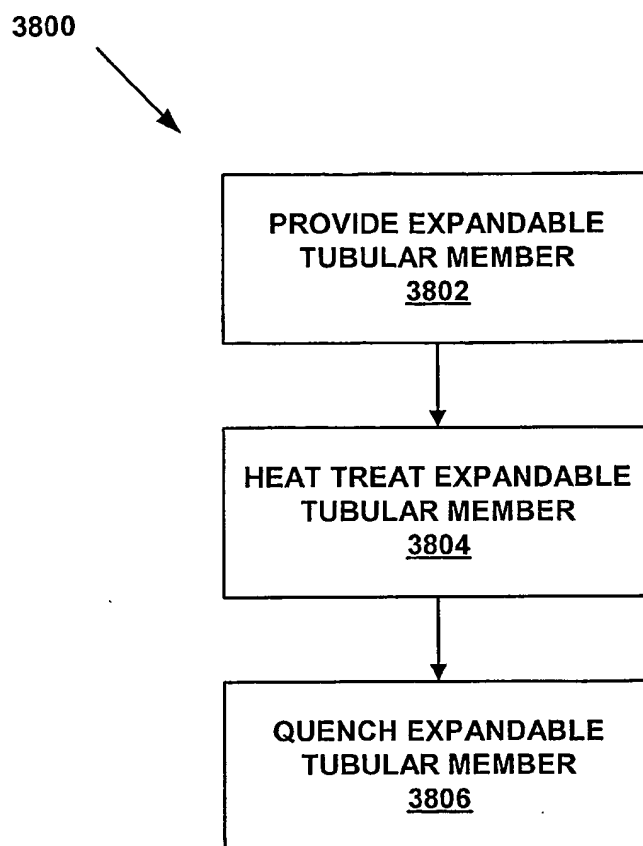 3800
PROVIDE EXPANDABLE
TUBULAR MEMBER
3802
HEAT TREAT EXPANDABLE
TUBULAR MEMBER
3804
QUENCH EXPANDABLE
TUBULAR MEMBER
3806